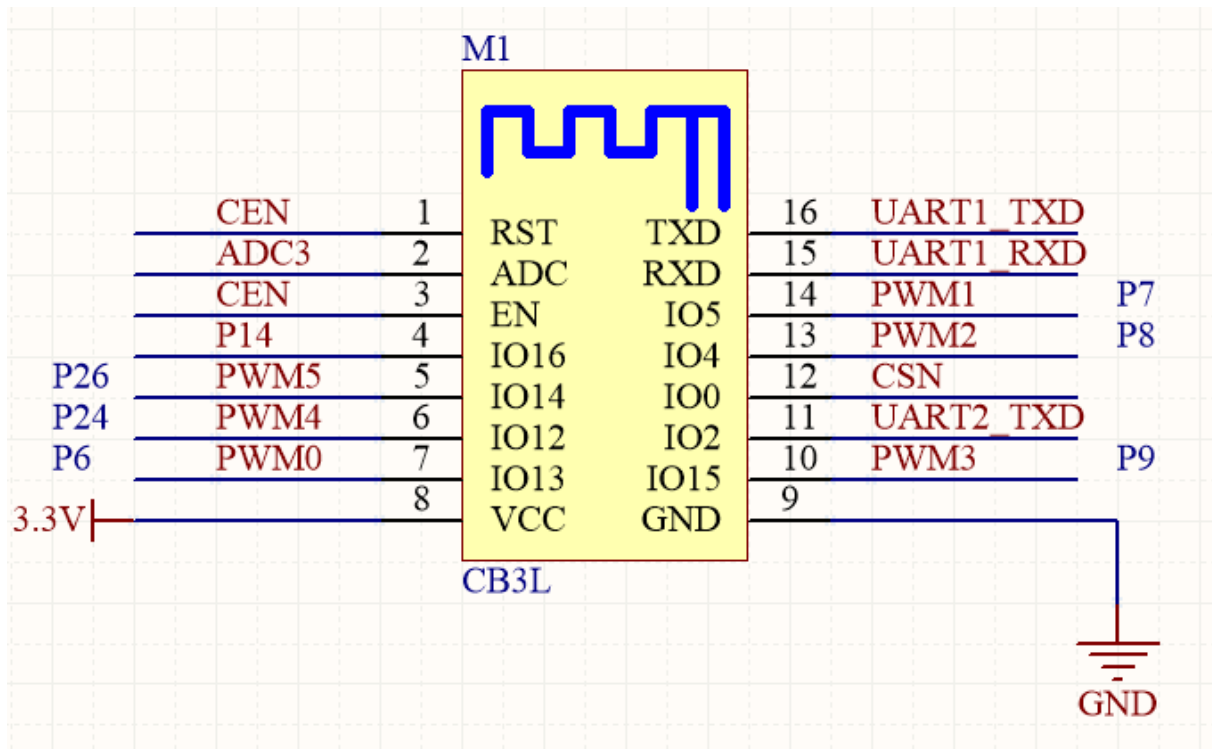 M1
CEN 1 RST TXD 16 UART1_TXD
ADC3 2 ADC RXD 15 UART1_RXD
CEN 3 EN IO5 14 PWM1 P7
P14 4 IO16 IO4 13 PWM2 P8
P26 PWM5 5 IO14 IO0 12 CSN
P24 PWM4 6 IO12 IO2 11 UART2_TXD
P6 PWM0 7 IO13 IO15 10 PWM3 P9
3.3V 8 VCC GND 9
CB3L
GND